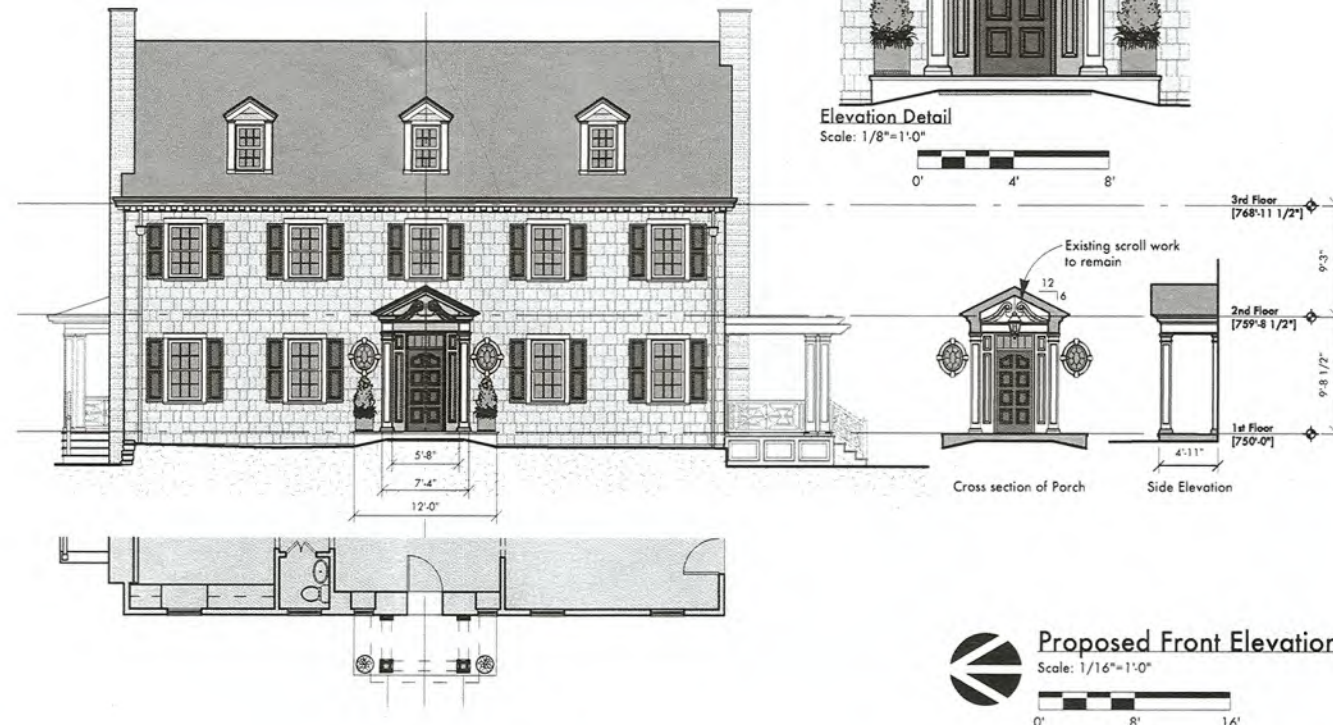 Elevation Detail
Scale: 1/8"=1'-0"
0' 4' 8'
3rd Floor
[768'-11 1/2"]
9'-3"
Existing scroll work
to remain
12
6
2nd Floor
[759'-8 1/2"]
9'-8 1/2"
1st Floor
[750'-0"]
4'-11"
Cross section of Porch
Side Elevation
5'-8"
7'-4"
12'-0"
Proposed Front Elevation
Scale: 1/16"=1'-0"
0' 8' 16'